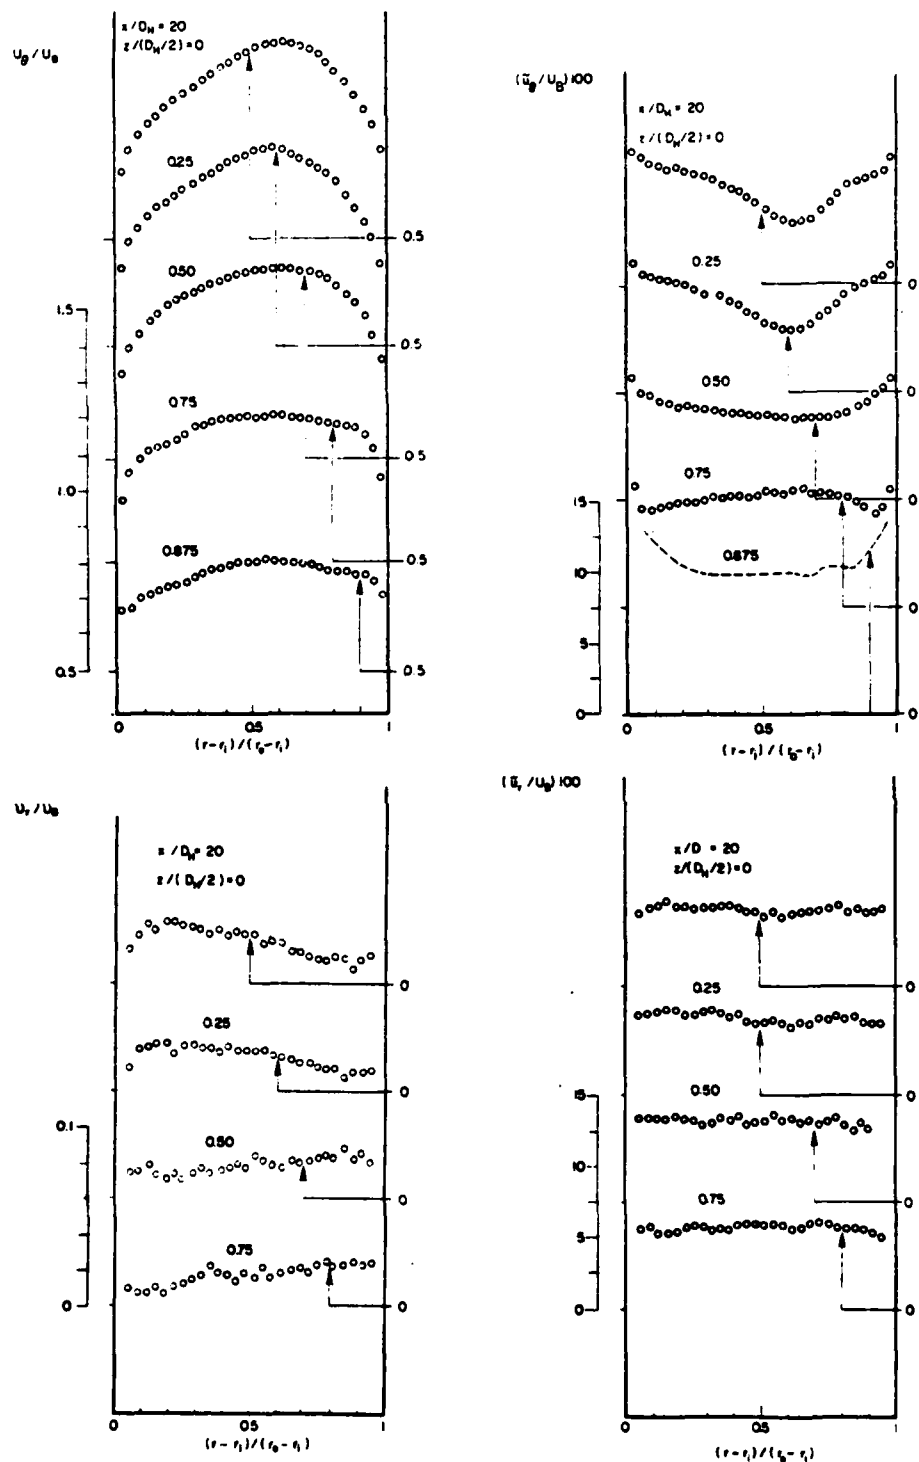 U_θ / U_B
x / D_H = 20
z / (D_H/2) = 0
0.25
0.50
0.75
0.875
1.5
1.0
0.5
0.5
0.5
0.5
0.5
0.5
0 0.5 1
(r - r_i) / (r_o - r_i)
(ũ_θ / U_B) 100
x / D_H = 20
z / (D_H/2) = 0
0.25
0.50
0.75
0.875
15
10
5
0
0
0
0
0
0
0 0.5 1
(r - r_i) / (r_o - r_i)
U_r / U_B
x / D_H = 20
z / (D_H/2) = 0
0.25
0.50
0.75
0.1
0
0
0
0
0
0 0.5 1
(r - r_i) / (r_o - r_i)
(ũ_r / U_B) 100
x / D = 20
z/(D_H/2) = 0
0.25
0.50
0.75
15
10
5
0
0
0
0
0
0 0.5 1
(r - r_i) / (r_o - r_i)